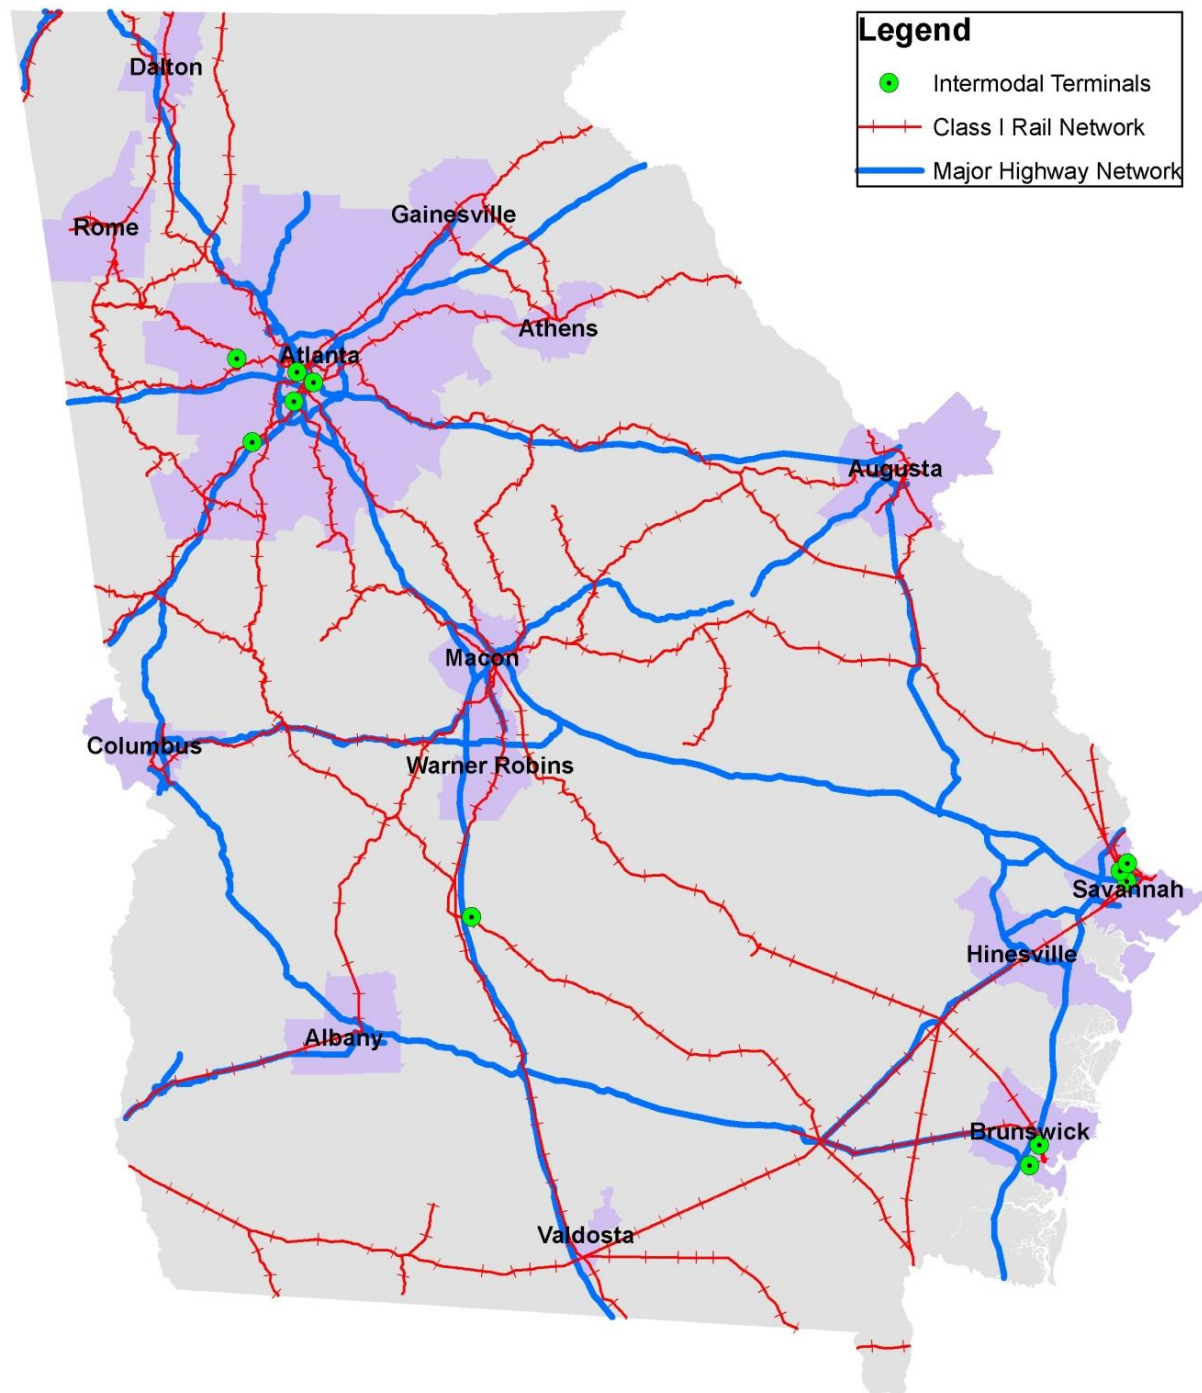 Legend
Intermodal Terminals
Class I Rail Network
Major Highway Network
Dalton
Rome
Gainesville
Athens
Atlanta
Augusta
Macon
Columbus
Warner Robins
Savannah
Hinesville
Albany
Brunswick
Valdosta